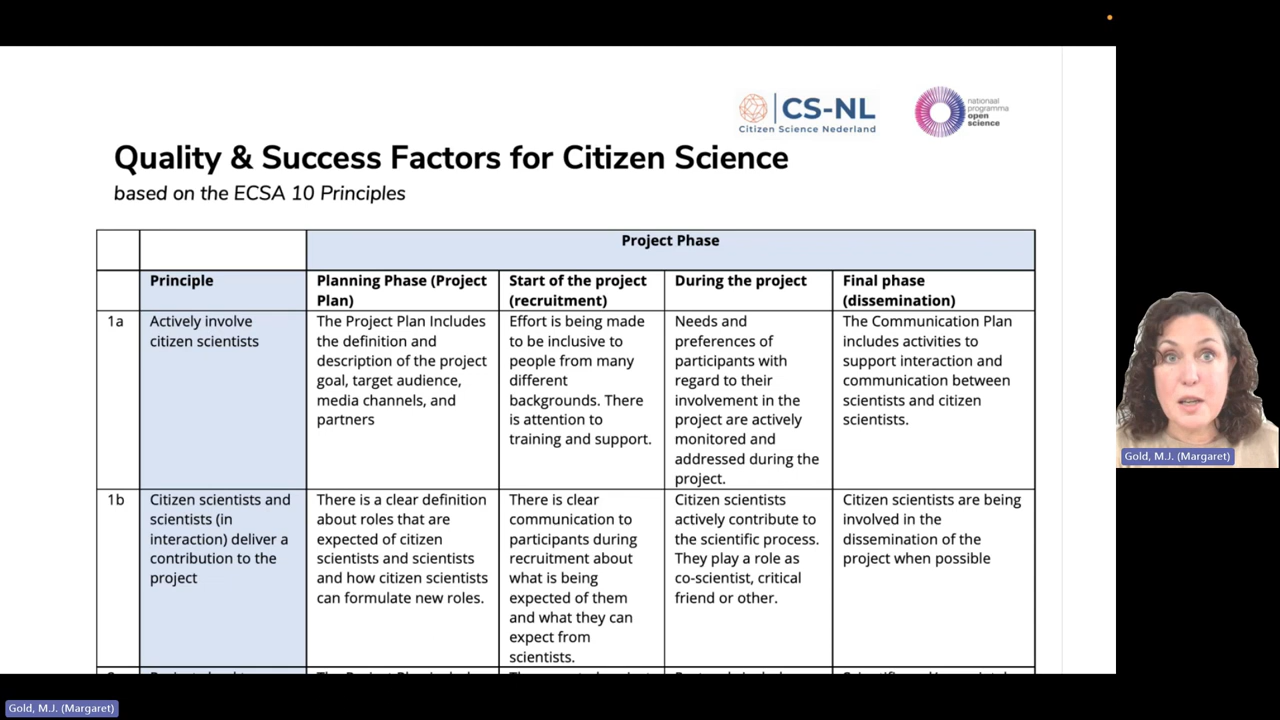 CS-NL
Citizen Science Nederland
nationaal
programma
open
science
Quality & Success Factors for Citizen Science
based on the ECSA 10 Principles
Project Phase
Principle
Planning Phase (Project
Plan)
Start of the project
(recruitment)
During the project
Final phase
(dissemination)
1a
Actively involve
citizen scientists
The Project Plan Includes
the definition and
description of the project
goal, target audience,
media channels, and
partners
Effort is being made
to be inclusive to
people from many
different
backgrounds. There
is attention to
training and support.
Needs and
preferences of
participants with
regard to their
involvement in the
project are actively
monitored and
addressed during the
project.
The Communication Plan
includes activities to
support interaction and
communication between
scientists and citizen
scientists.
1b
Citizen scientists and
scientists (in
interaction) deliver a
contribution to the
project
There is a clear definition
about roles that are
expected of citizen
scientists and scientists
and how citizen scientists
can formulate new roles.
There is clear
communication to
participants during
recruitment about
what is being
expected of them
and what they can
expect from
scientists.
Citizen scientists
actively contribute to
the scientific process.
They play a role as
co-scientist, critical
friend or other.
Citizen scientists are being
involved in the
dissemination of the
project when possible
Gold, M.J. (Margaret)
Gold, M.J. (Margaret)